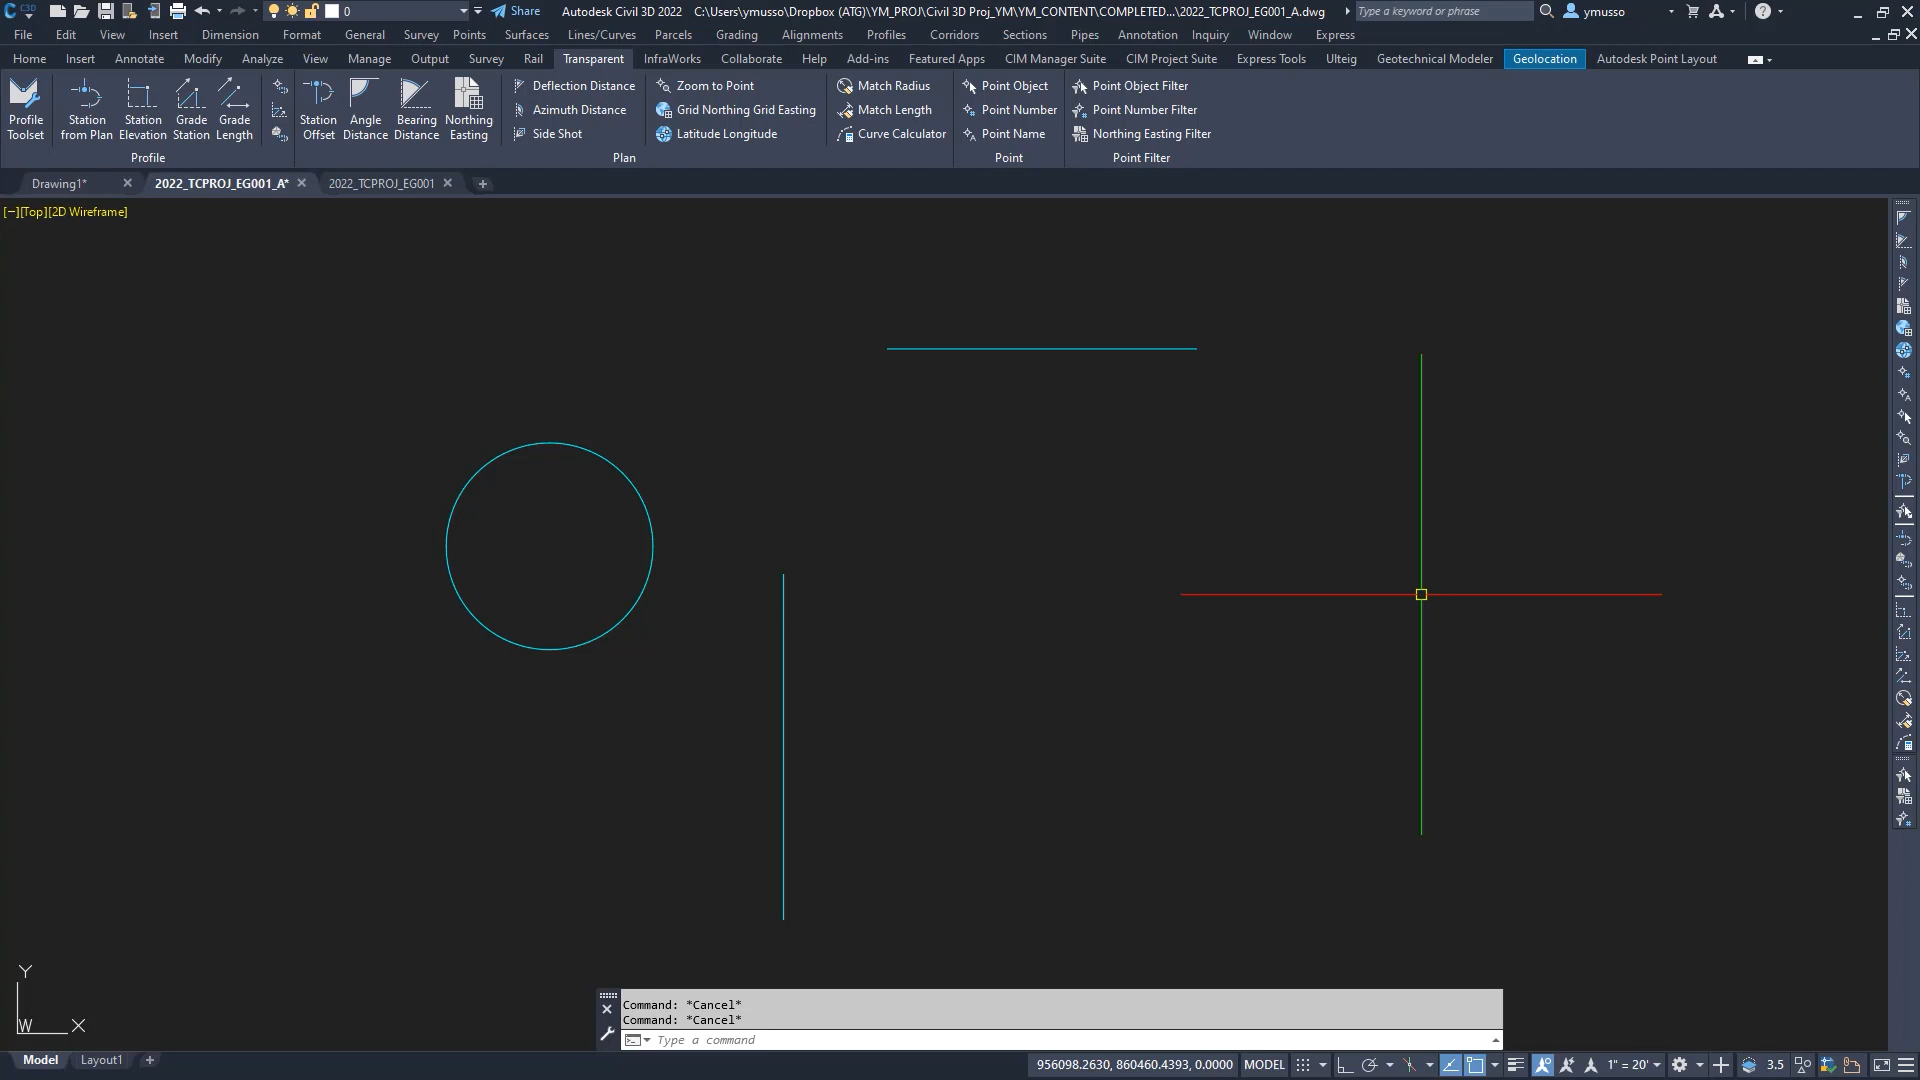 C3D 0 Share Autodesk Civil 3D 2022 C:\Users\ymusso\Dropbox (ATG)\YM_PROJ\Civil 3D Proj_YM\YM_CONTENT\COMPLETED...\2022_TCPROJ_EG001_A.dwg Type a keyword or phrase ymusso
File Edit View Insert Dimension Format General Survey Points Surfaces Lines/Curves Parcels Grading Alignments Profiles Corridors Sections Pipes Annotation Inquiry Window Express
Home Insert Annotate Modify Analyze View Manage Output Survey Rail Transparent InfraWorks Collaborate Help Add-ins Featured Apps CIM Manager Suite CIM Project Suite Express Tools Ulteig Geotechnical Modeler Geolocation Autodesk Point Layout
Profile Toolset
Station from Plan
Station Elevation
Grade Station
Grade Length
Profile
Station Offset
Angle Distance
Bearing Distance
Northing Easting
Deflection Distance
Azimuth Distance
Side Shot
Zoom to Point
Grid Northing Grid Easting
Latitude Longitude
Match Radius
Match Length
Curve Calculator
Plan
Point Object
Point Number
Point Name
Point
Point Object Filter
Point Number Filter
Northing Easting Filter
Point Filter
Drawing1* 2022_TCPROJ_EG001_A* 2022_TCPROJ_EG001
[−][Top][2D Wireframe]
Y
W X
Command: *Cancel*
Command: *Cancel*
Type a command
Model Layout1
956098.2630, 860460.4393, 0.0000 MODEL 1" = 20' 3.5